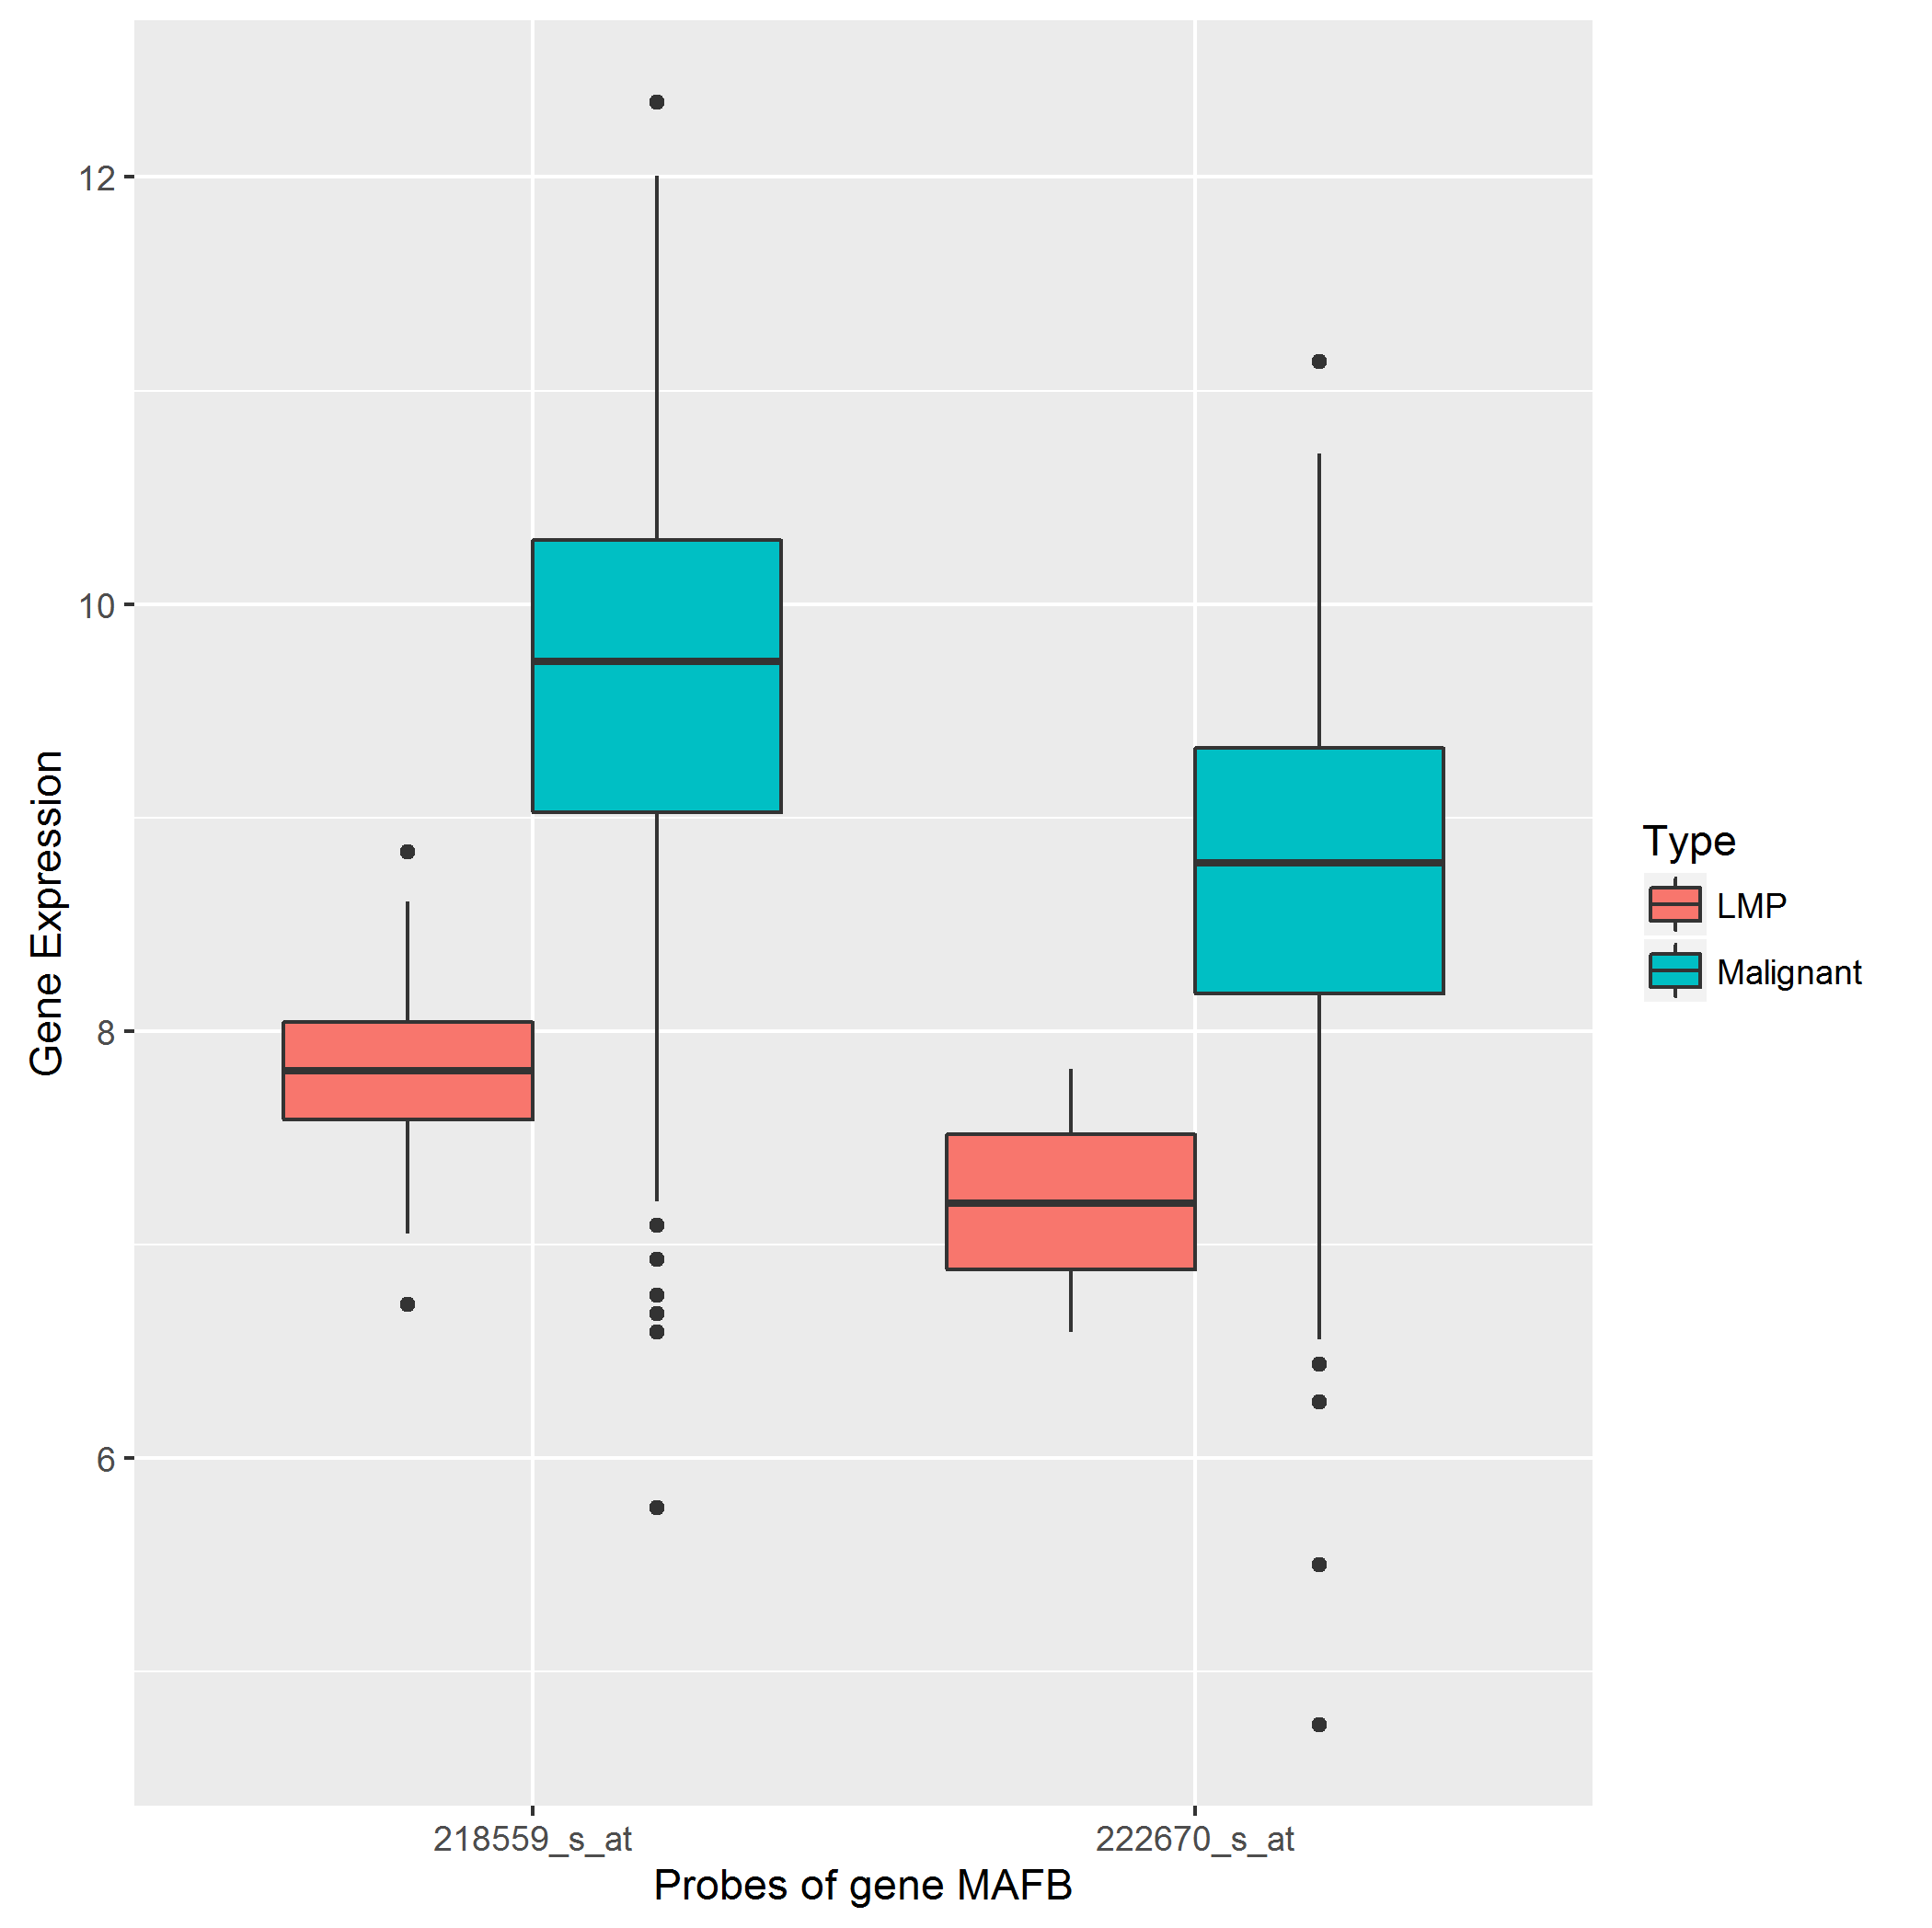 Gene Expression
12
10
8
6
218559_s_at
222670_s_at
Probes of gene MAFB
Type
LMP
Malignant